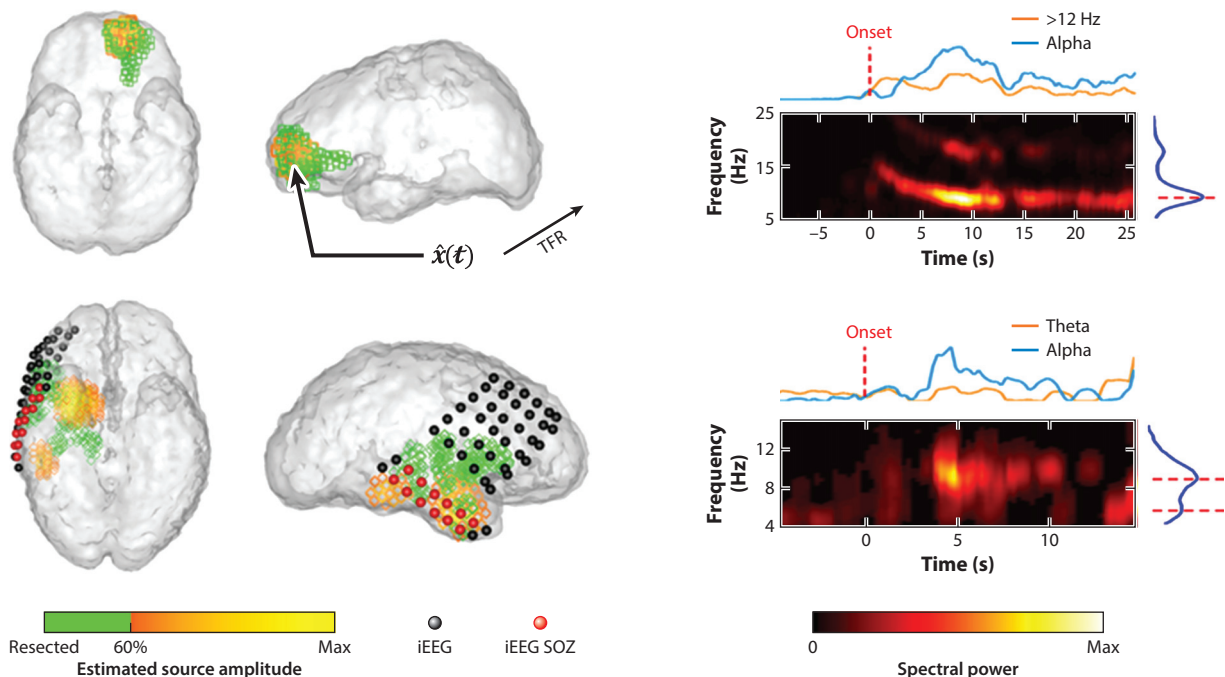 x̂(t)
TFR
Onset
>12 Hz
Alpha
25
15
5
Frequency
(Hz)
−5 0 5 10 15 20 25
Time (s)
Onset
Theta
Alpha
12
8
4
Frequency
(Hz)
0 5 10
Time (s)
Resected 60% Max
Estimated source amplitude
iEEG
iEEG SOZ
0 Max
Spectral power